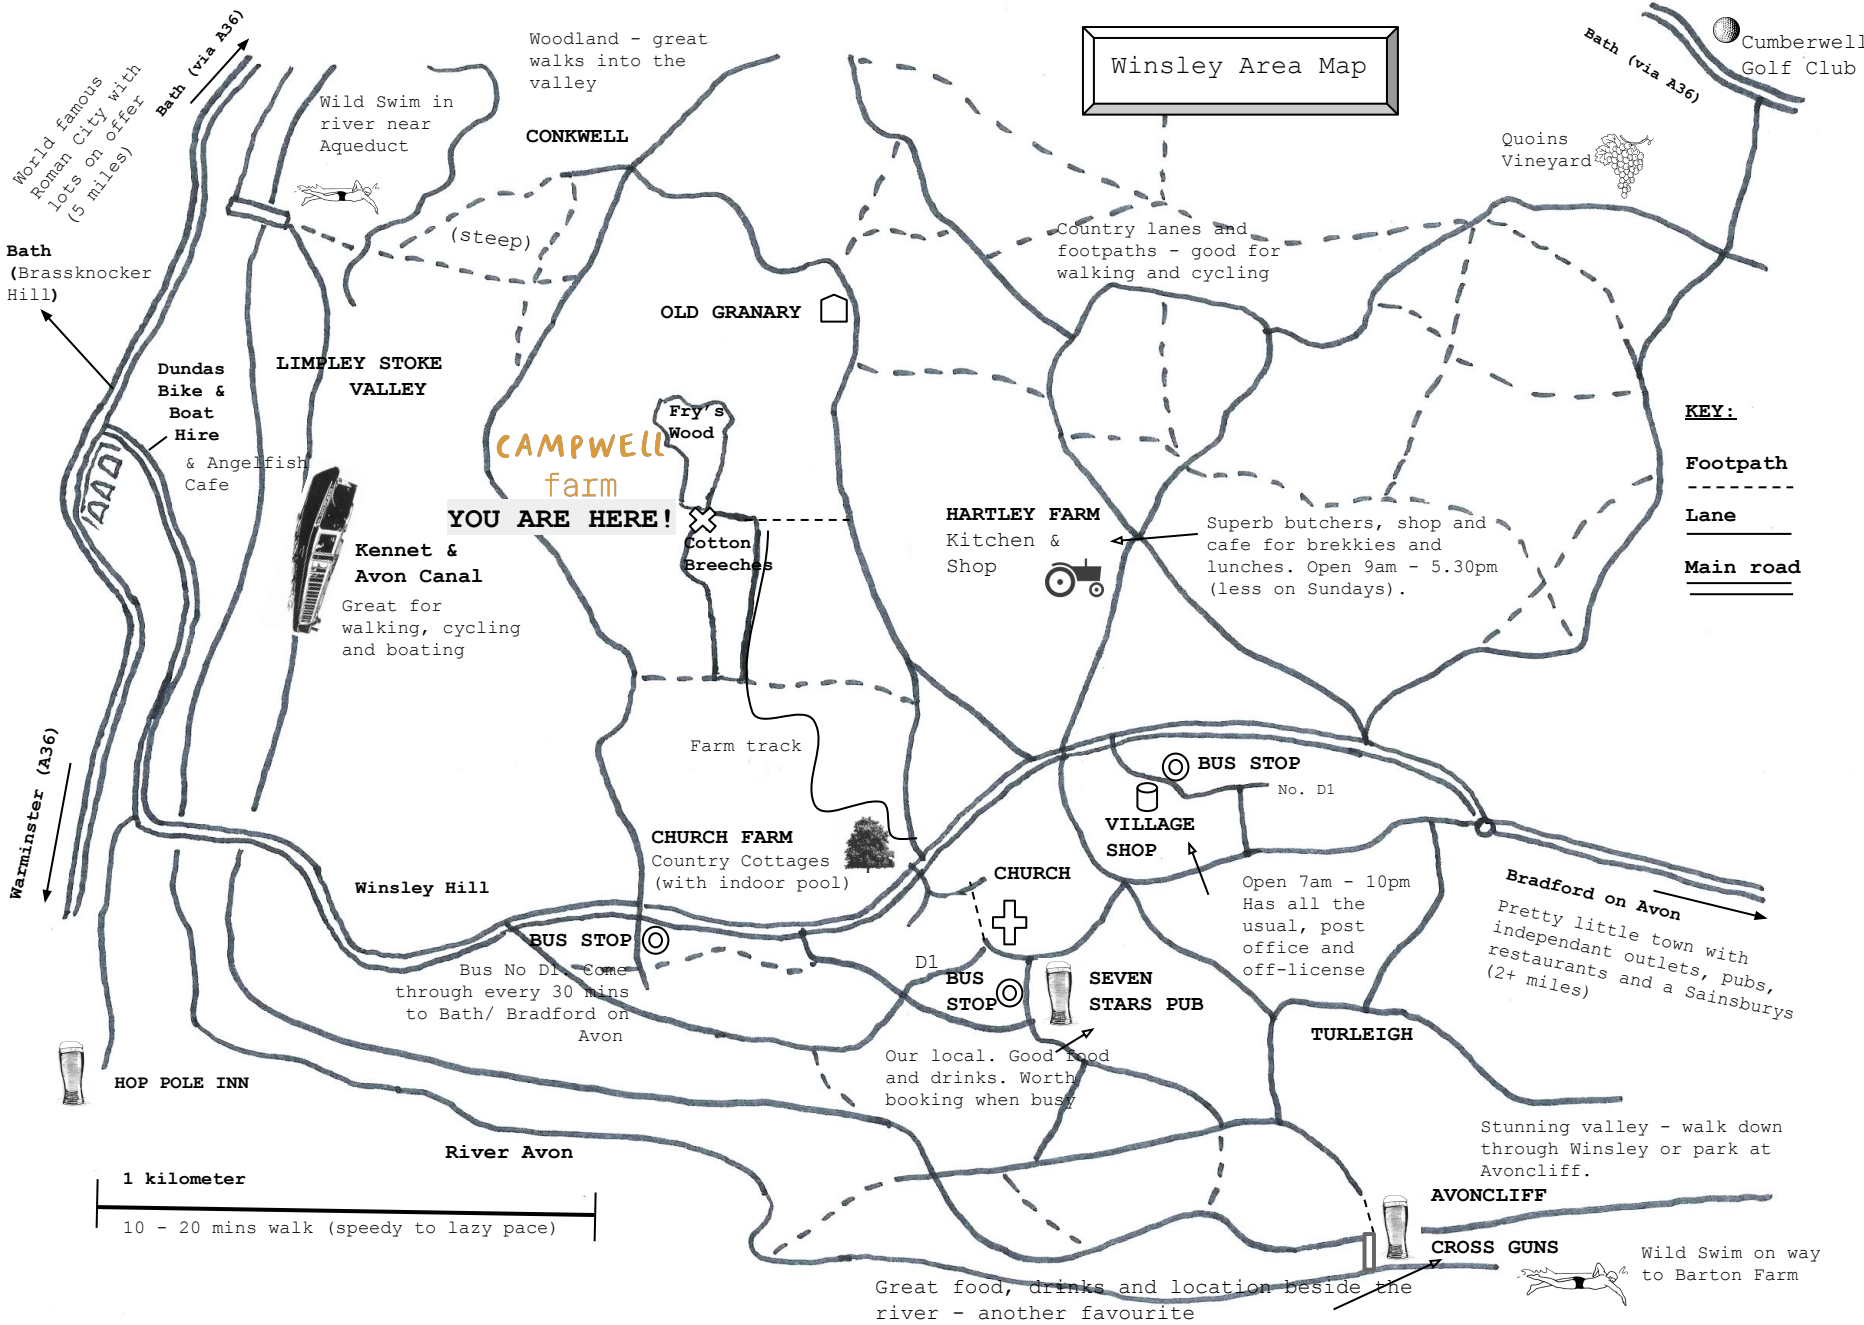 Winsley Area Map
Bath (via A36)
World famous
Roman City with
lots on offer
(5 miles)
Woodland - great
walks into the
valley
Wild Swim in
river near
Aqueduct
CONKWELL
(steep)
Bath (via A36)
Cumberwell
Golf Club
Quoins
Vineyard
Country lanes and
footpaths - good for
walking and cycling
Bath
(Brassknocker
Hill)
OLD GRANARY
Dundas
Bike &
Boat
Hire
& Angelfish
Cafe
LIMPLEY STOKE
VALLEY
Fry's
Wood
CAMPWELL
farm
YOU ARE HERE!
Cotton
Breeches
KEY:
Footpath
Lane
Main road
HARTLEY FARM
Kitchen &
Shop
Superb butchers, shop and
cafe for brekkies and
lunches. Open 9am - 5.30pm
(less on Sundays).
Kennet &
Avon Canal
Great for
walking, cycling
and boating
Warminster (A36)
Farm track
BUS STOP
No. D1
VILLAGE
SHOP
Open 7am - 10pm
Has all the
usual, post
office and
off-license
CHURCH FARM
Country Cottages
(with indoor pool)
CHURCH
Winsley Hill
Bradford on Avon
Pretty little town with
independant outlets, pubs,
restaurants and a Sainsburys
(2+ miles)
BUS STOP
Bus No D1. Come
through every 30 mins
to Bath/ Bradford on
Avon
D1
BUS
STOP
SEVEN
STARS PUB
Our local. Good food
and drinks. Worth
booking when busy
TURLEIGH
HOP POLE INN
River Avon
1 kilometer
10 - 20 mins walk (speedy to lazy pace)
Stunning valley - walk down
through Winsley or park at
Avoncliff.
AVONCLIFF
CROSS GUNS
Great food, drinks and location beside the
river - another favourite
Wild Swim on way
to Barton Farm